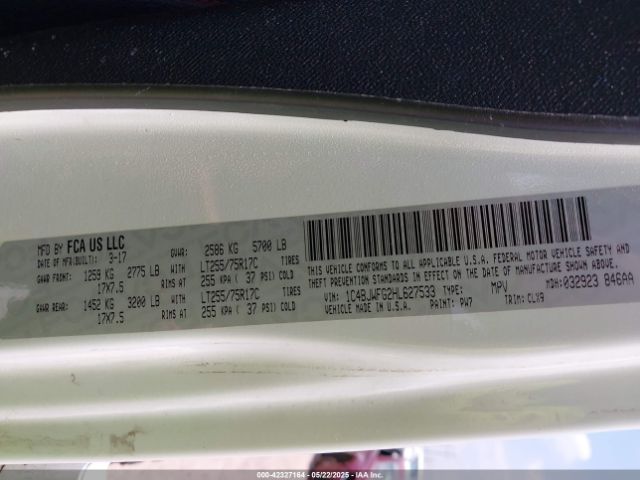 MFD BY FCA US LLC
DATE OF MFR(BUILT): 3-17
GVWR: 2586 KG 5700 LB
GAWR FRONT: 1259 KG 2775 LB WITH LT255/75R17C TIRES
17X7.5 RIMS AT 255 KPA ( 37 PSI) COLD
GAWR REAR: 1452 KG 3200 LB WITH LT255/75R17C TIRES
17X7.5 RIMS AT 255 KPA ( 37 PSI) COLD
THIS VEHICLE CONFORMS TO ALL APPLICABLE U.S.A. FEDERAL MOTOR VEHICLE SAFETY AND
THEFT PREVENTION STANDARDS IN EFFECT ON THE DATE OF MANUFACTURE SHOWN ABOVE.
VIN: 1C4BJWFG2HL627533 TYPE: MPV MDH:032923 846AA
VEHICLE MADE IN U.S.A. PAINT: PW7 TRIM: CLX9
000-42327164 05/22/2025 IAA Inc.